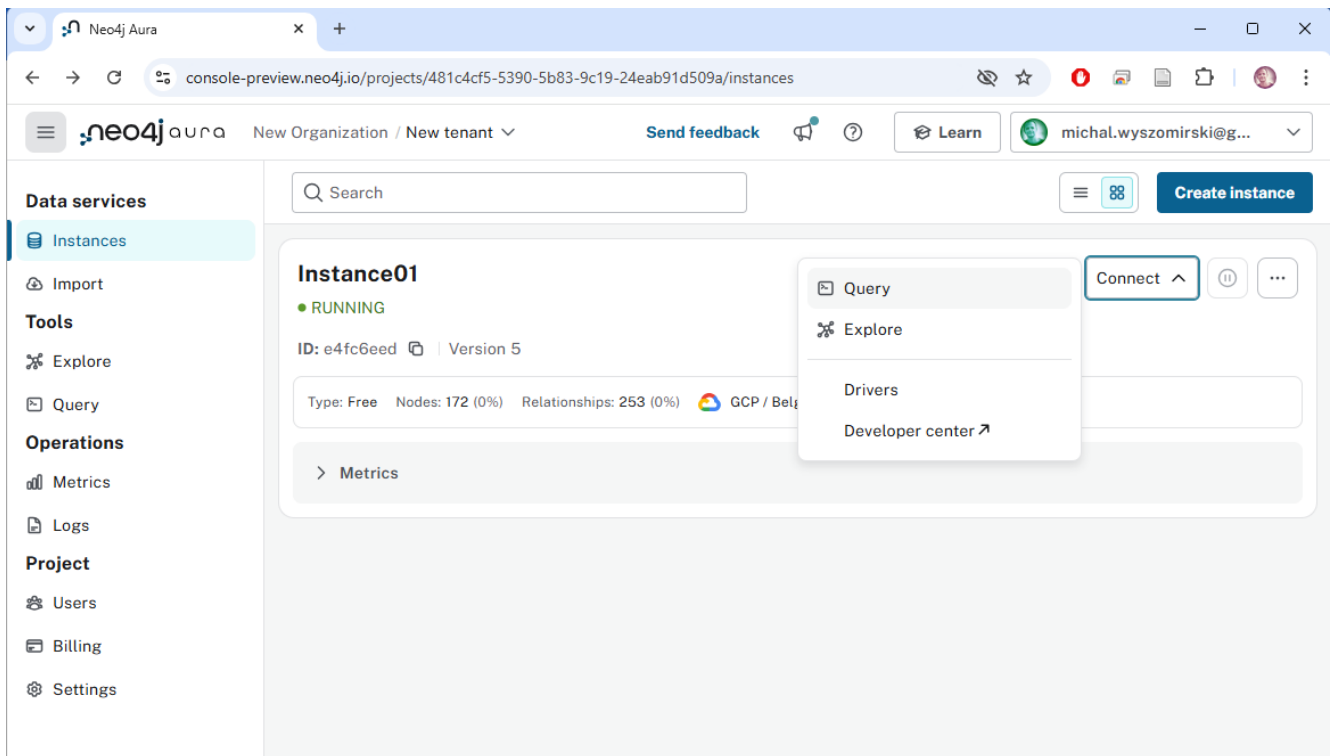 Neo4j Aura
console-preview.neo4j.io/projects/481c4cf5-5390-5b83-9c19-24eab91d509a/instances
neo4j aura New Organization / New tenant Send feedback Learn michal.wyszomirski@g...
Data services
Instances
Import
Tools
Explore
Query
Operations
Metrics
Logs
Project
Users
Billing
Settings
Search Create instance
Instance01 Connect
RUNNING
ID: e4fc6eed Version 5
Type: Free Nodes: 172 (0%) Relationships: 253 (0%) GCP / Belg
Metrics
Query
Explore
Drivers
Developer center